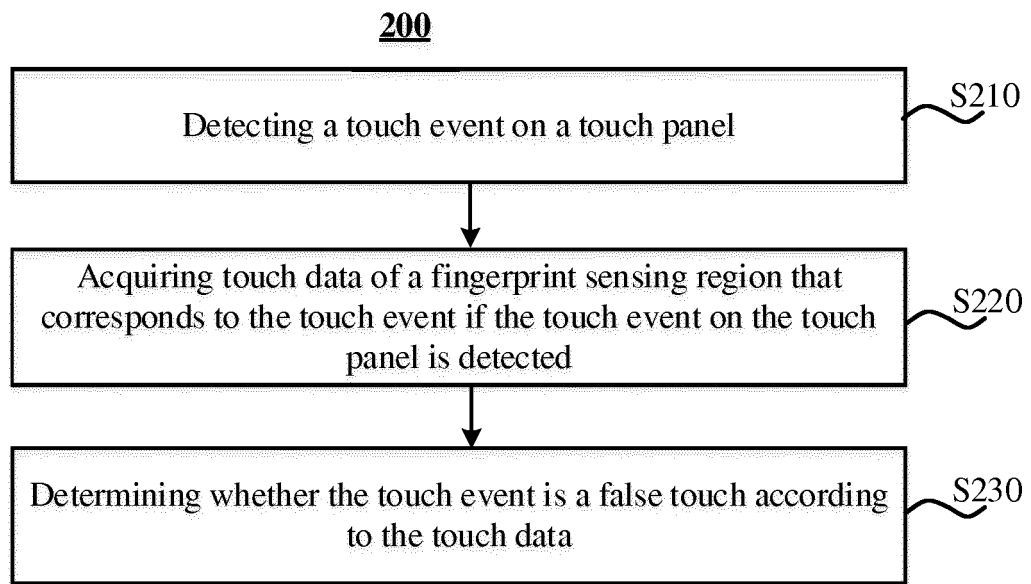 200
Detecting a touch event on a touch panel
S210
Acquiring touch data of a fingerprint sensing region that
corresponds to the touch event if the touch event on the touch
panel is detected
S220
Determining whether the touch event is a false touch according
to the touch data
S230